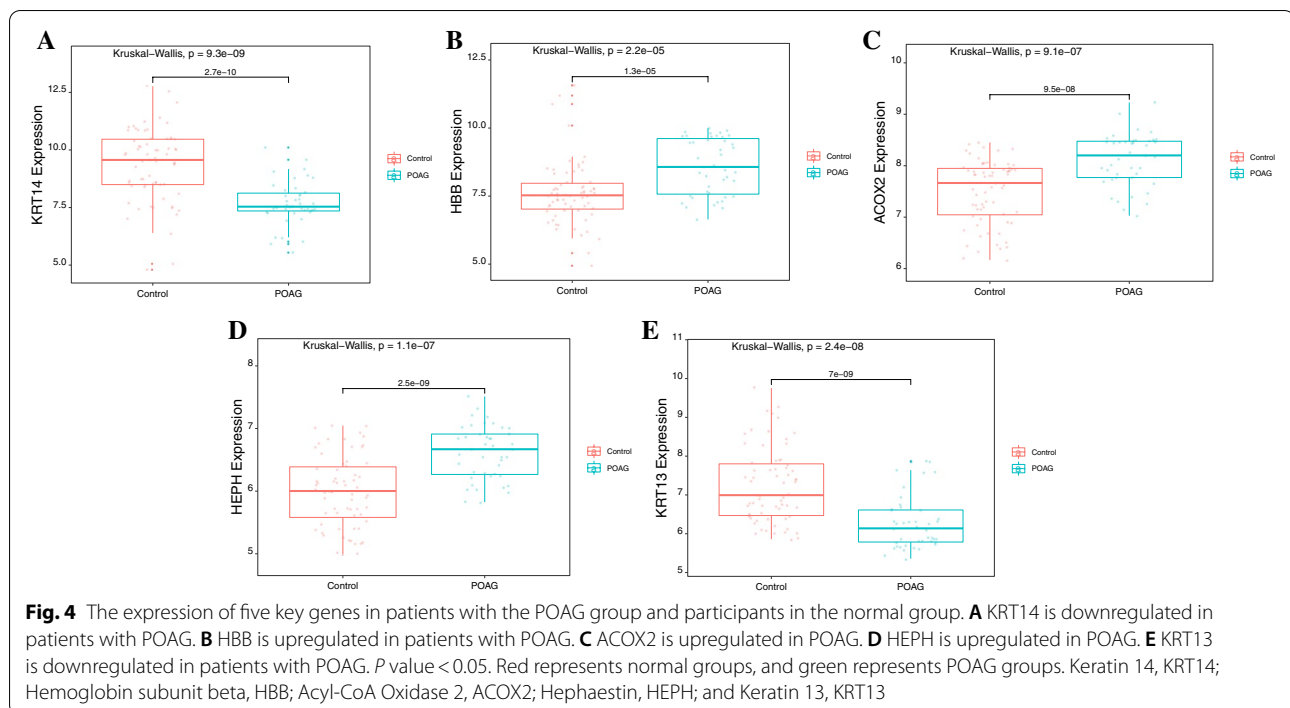 A
Kruskal−Wallis, p = 9.3e−09
2.7e−10
KRT14 Expression
12.5
10.0
7.5
5.0
Control
POAG
Control
POAG
B
Kruskal−Wallis, p = 2.2e−05
1.3e−05
HBB Expression
12.5
10.0
7.5
5.0
Control
POAG
Control
POAG
C
Kruskal−Wallis, p = 9.1e−07
9.5e−08
ACOX2 Expression
10
9
8
7
6
Control
POAG
Control
POAG
D
Kruskal−Wallis, p = 1.1e−07
2.5e−09
HEPH Expression
8
7
6
5
Control
POAG
Control
POAG
E
Kruskal−Wallis, p = 2.4e−08
7e−09
KRT13 Expression
11
10
9
8
7
6
5
Control
POAG
Control
POAG
Fig. 4 The expression of five key genes in patients with the POAG group and participants in the normal group. A KRT14 is downregulated in
patients with POAG. B HBB is upregulated in patients with POAG. C ACOX2 is upregulated in POAG. D HEPH is upregulated in POAG. E KRT13
is downregulated in patients with POAG. P value < 0.05. Red represents normal groups, and green represents POAG groups. Keratin 14, KRT14;
Hemoglobin subunit beta, HBB; Acyl-CoA Oxidase 2, ACOX2; Hephaestin, HEPH; and Keratin 13, KRT13